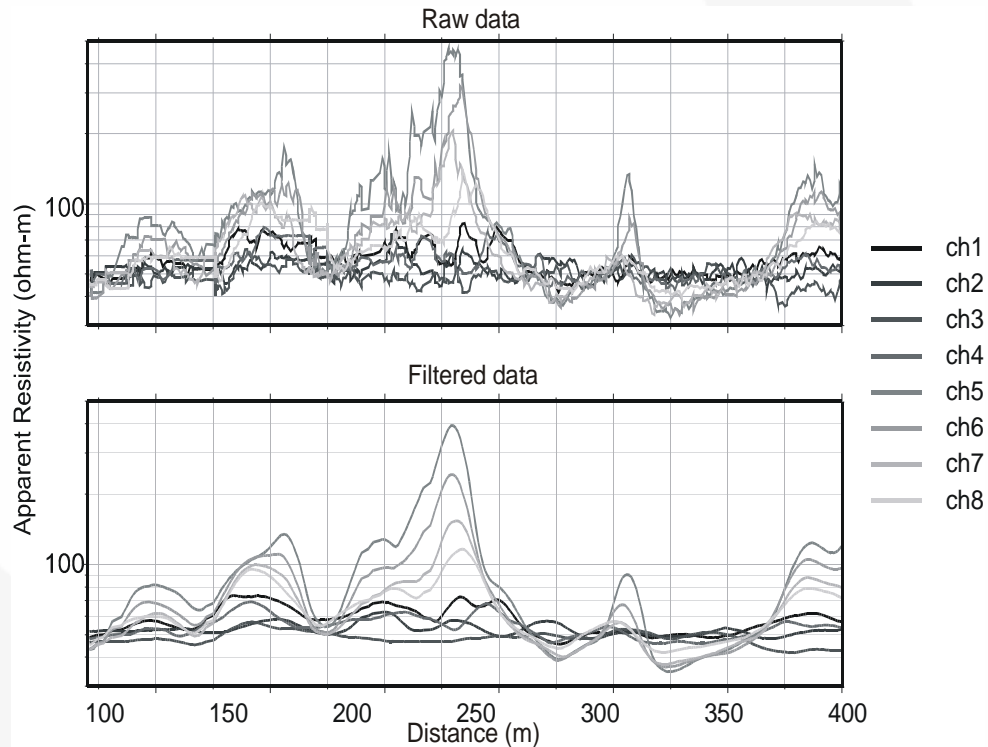 Raw data
100
Apparent Resistivity (ohm-m)
ch1
ch2
ch3
ch4
ch5
ch6
ch7
ch8
Filtered data
100
100 150 200 250 300 350 400
Distance (m)